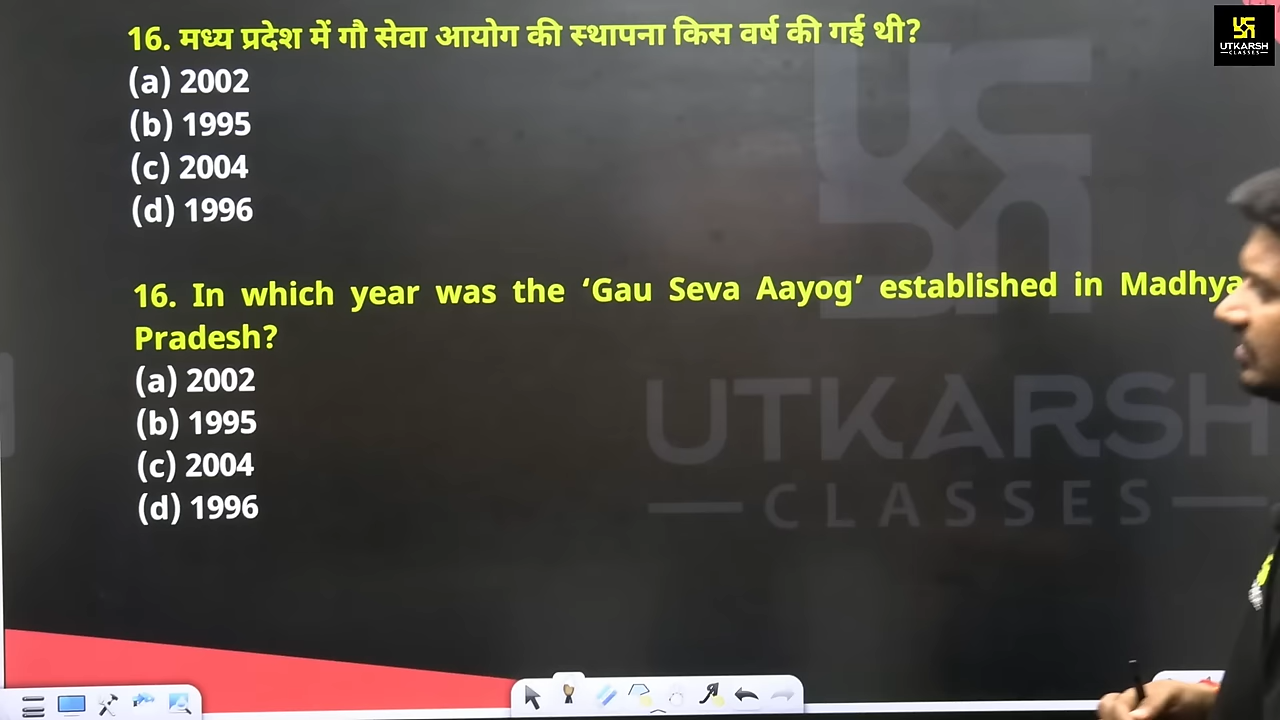 16. मध्य प्रदेश में गौ सेवा आयोग की स्थापना किस वर्ष की गई थी?
(a) 2002
(b) 1995
(c) 2004
(d) 1996
16. In which year was the ‘Gau Seva Aayog’ established in Madhya
Pradesh?
(a) 2002
(b) 1995
(c) 2004
(d) 1996
UTKARSH
CLASSES
UTKARSH
CLASSES